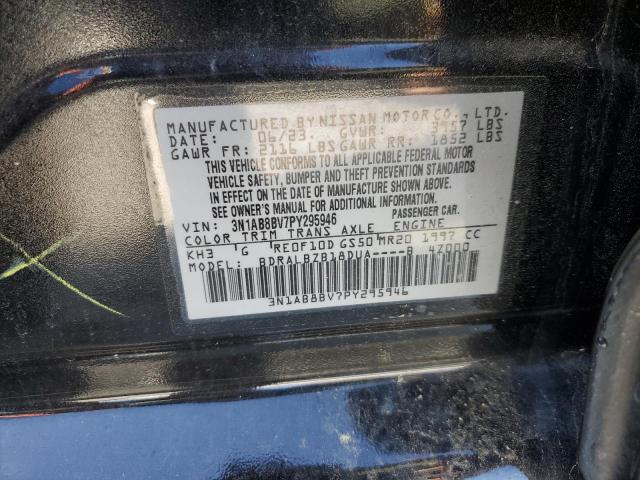 MANUFACTURED BY NISSAN MOTOR CO., LTD.
DATE: 06/23 GVWR: 3957 LBS
GAWR FR: 2116 LBS GAWR RR: 1852 LBS
THIS VEHICLE CONFORMS TO ALL APPLICABLE FEDERAL MOTOR
VEHICLE SAFETY, BUMPER AND THEFT PREVENTION STANDARDS
IN EFFECT ON THE DATE OF MANUFACTURE SHOWN ABOVE.
SEE OWNER'S MANUAL FOR ADDITIONAL INFORMATION.
VIN: 3N1AB8BV7PY295946 PASSENGER CAR.
COLOR TRIM TRANS AXLE ENGINE
KH3 G RE0F10D GS50 MR20 1997 CC
MODEL: BDRALBZB18DUA----B 4Z000
3N1AB8BV7PY295946